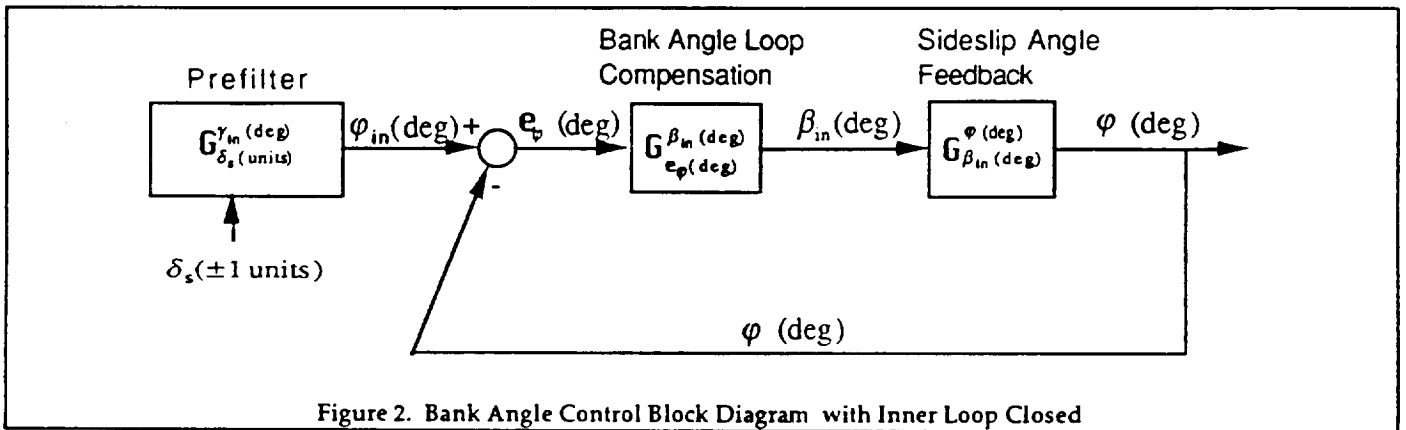 Bank Angle Loop
Compensation
Sideslip Angle
Feedback
Prefilter
G γ_in (deg) δ_s (units)
φ_in (deg) +
e_φ (deg)
G β_in (deg) e_φ (deg)
β_in (deg)
G φ (deg) β_in (deg)
φ (deg)
-
δ_s (±1 units)
φ (deg)
Figure 2. Bank Angle Control Block Diagram with Inner Loop Closed